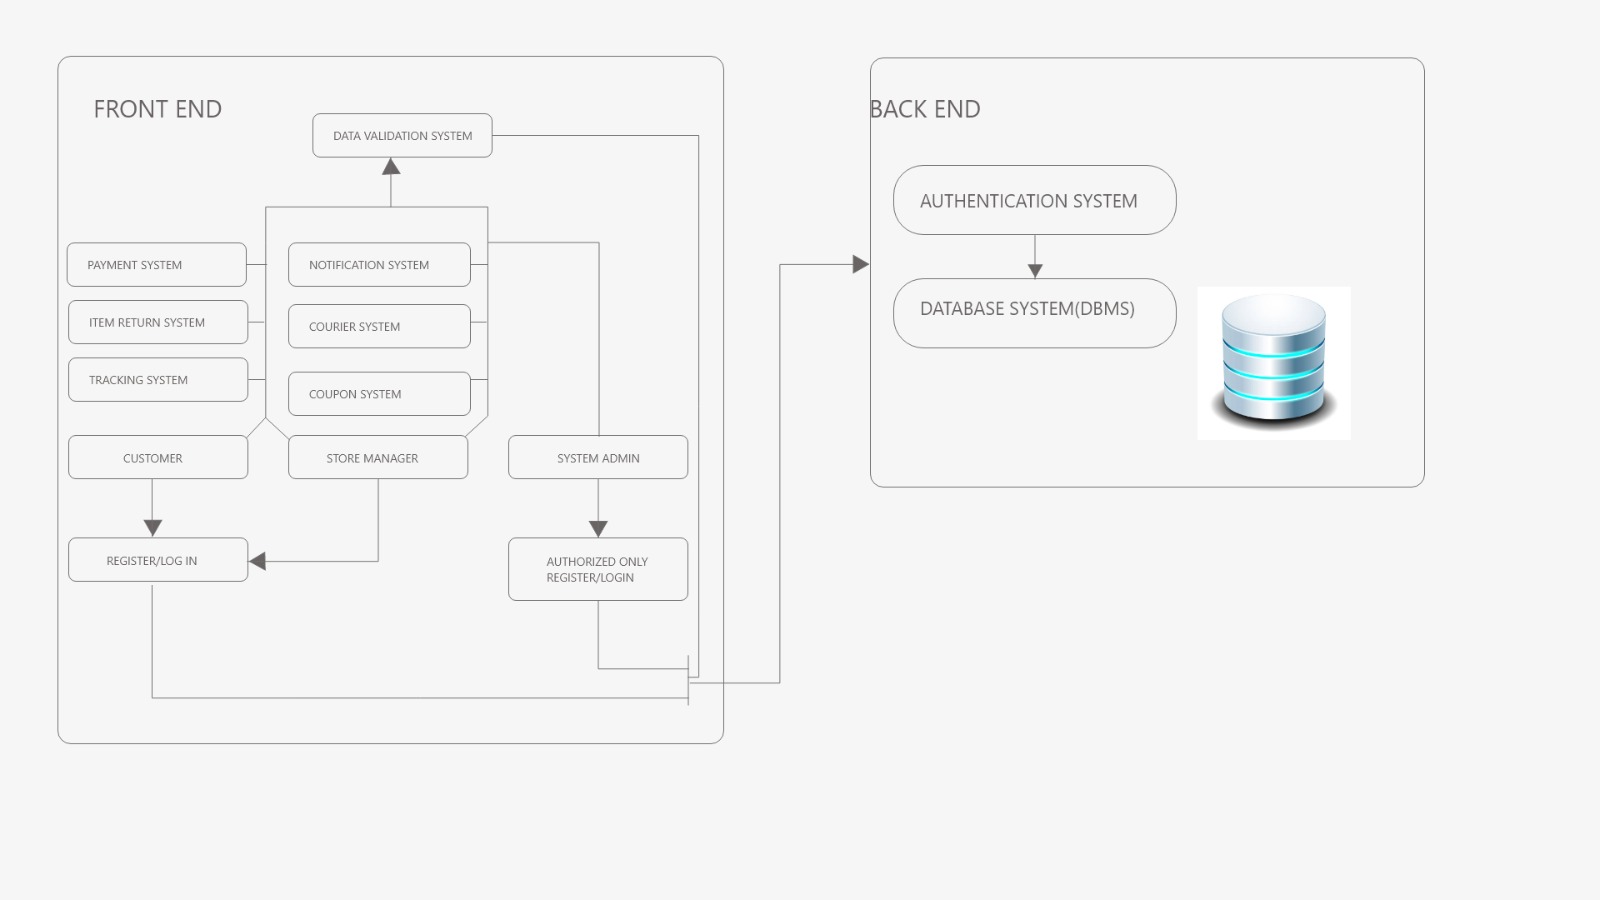 FRONT END
DATA VALIDATION SYSTEM
PAYMENT SYSTEM
NOTIFICATION SYSTEM
ITEM RETURN SYSTEM
COURIER SYSTEM
TRACKING SYSTEM
COUPON SYSTEM
CUSTOMER
STORE MANAGER
SYSTEM ADMIN
REGISTER/LOG IN
AUTHORIZED ONLY
REGISTER/LOGIN
BACK END
AUTHENTICATION SYSTEM
DATABASE SYSTEM(DBMS)